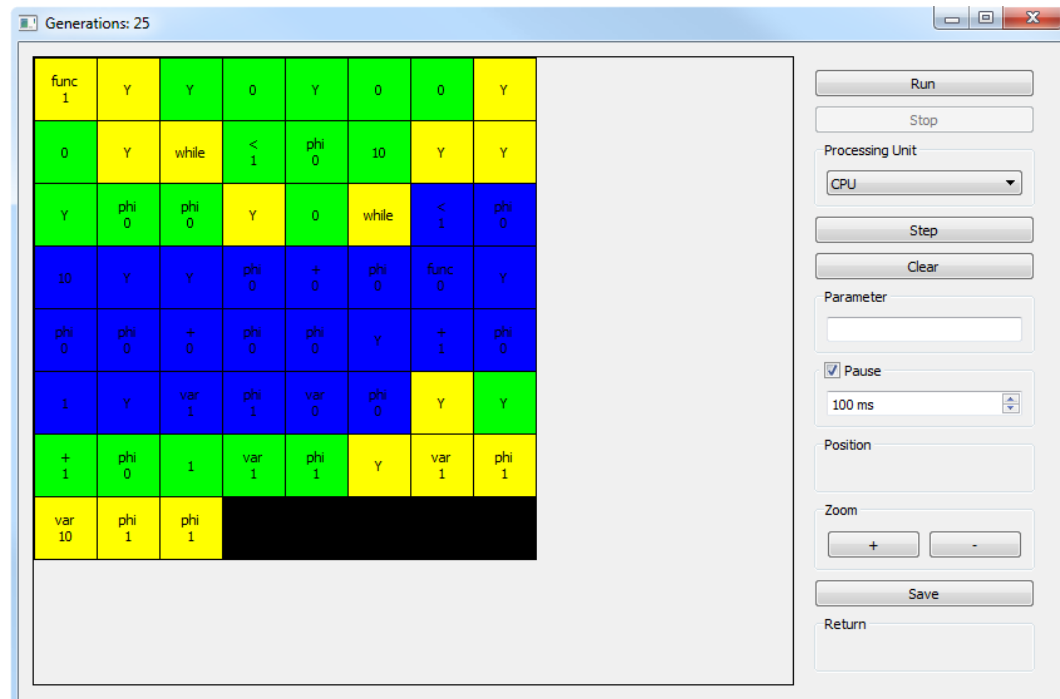 Generations: 25
func Y Y 0 Y 0 0 Y
1
0 Y while < phi 10 Y Y
1 0
Y phi phi Y 0 while < phi
0 0 1 0
10 Y Y phi + phi func Y
0 0 0 0
phi phi + phi phi Y + phi
0 0 0 0 0 1 0
1 Y var phi var phi Y Y
1 1 0 0
+ phi 1 var phi Y var phi
1 0 1 1 1 1
var phi phi
10 1 1
Run
Stop
Processing Unit
CPU
Step
Clear
Parameter
Pause
100 ms
Position
Zoom
+ -
Save
Return